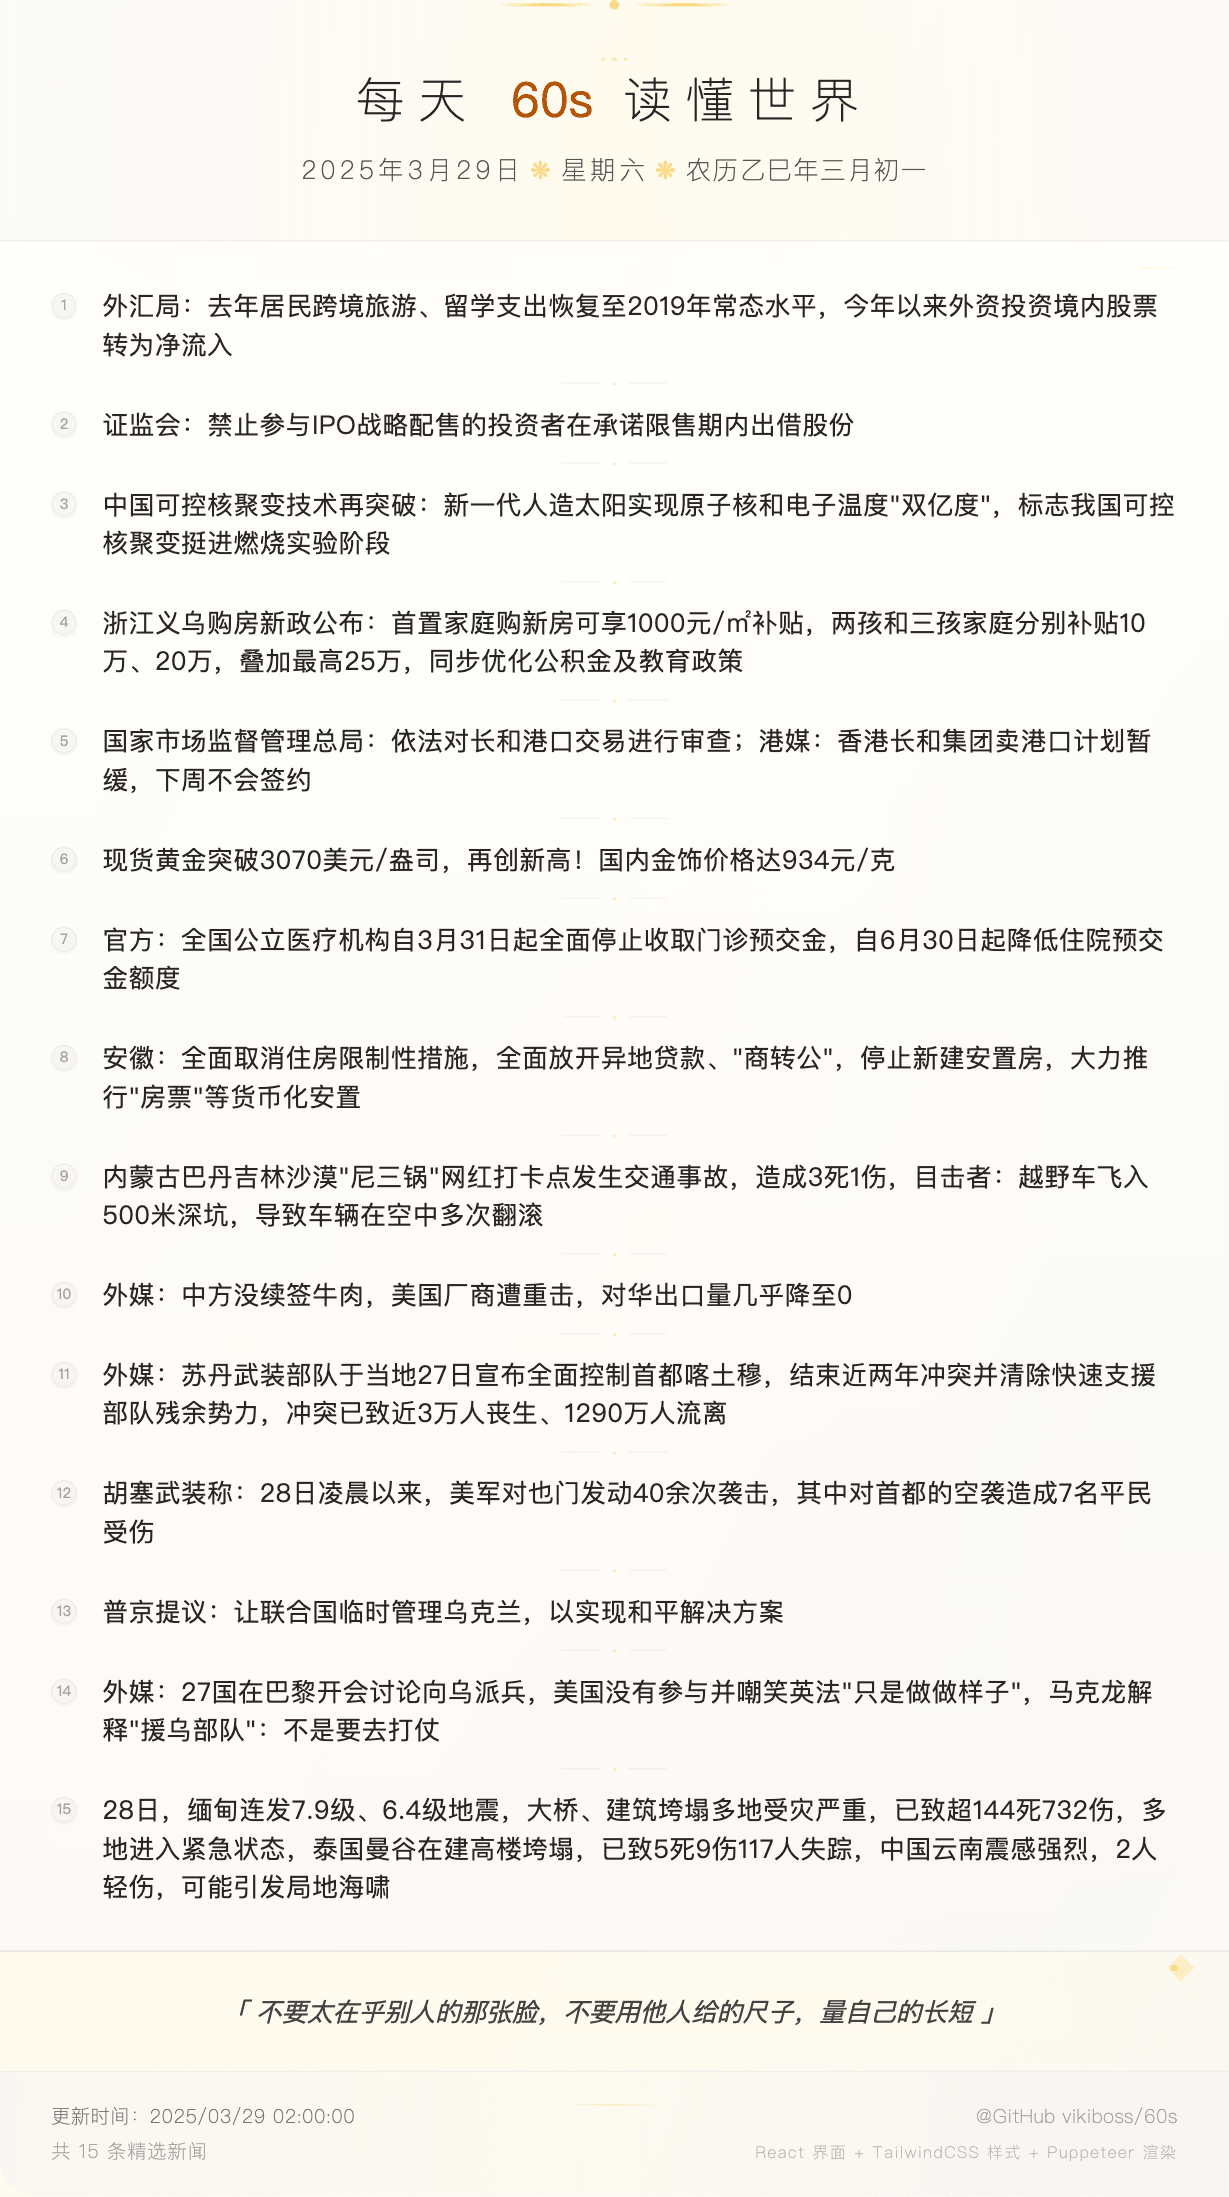 每天 60s 读懂世界
2025年3月29日 ❋ 星期六 ❋ 农历乙巳年三月初一
1 外汇局：去年居民跨境旅游、留学支出恢复至2019年常态水平，今年以来外资投资境内股票
转为净流入
2 证监会：禁止参与IPO战略配售的投资者在承诺限售期内出借股份
3 中国可控核聚变技术再突破：新一代人造太阳实现原子核和电子温度"双亿度"，标志我国可控
核聚变挺进燃烧实验阶段
4 浙江义乌购房新政公布：首置家庭购新房可享1000元/㎡补贴，两孩和三孩家庭分别补贴10
万、20万，叠加最高25万，同步优化公积金及教育政策
5 国家市场监督管理总局：依法对长和港口交易进行审查；港媒：香港长和集团卖港口计划暂
缓，下周不会签约
6 现货黄金突破3070美元/盎司，再创新高！国内金饰价格达934元/克
7 官方：全国公立医疗机构自3月31日起全面停止收取门诊预交金，自6月30日起降低住院预交
金额度
8 安徽：全面取消住房限制性措施，全面放开异地贷款、"商转公"，停止新建安置房，大力推
行"房票"等货币化安置
9 内蒙古巴丹吉林沙漠"尼三锅"网红打卡点发生交通事故，造成3死1伤，目击者：越野车飞入
500米深坑，导致车辆在空中多次翻滚
10 外媒：中方没续签牛肉，美国厂商遭重击，对华出口量几乎降至0
11 外媒：苏丹武装部队于当地27日宣布全面控制首都喀土穆，结束近两年冲突并清除快速支援
部队残余势力，冲突已致近3万人丧生、1290万人流离
12 胡塞武装称：28日凌晨以来，美军对也门发动40余次袭击，其中对首都的空袭造成7名平民
受伤
13 普京提议：让联合国临时管理乌克兰，以实现和平解决方案
14 外媒：27国在巴黎开会讨论向乌派兵，美国没有参与并嘲笑英法"只是做做样子"，马克龙解
释"援乌部队"：不是要去打仗
15 28日，缅甸连发7.9级、6.4级地震，大桥、建筑垮塌多地受灾严重，已致超144死732伤，多
地进入紧急状态，泰国曼谷在建高楼垮塌，已致5死9伤117人失踪，中国云南震感强烈，2人
轻伤，可能引发局地海啸
「 不要太在乎别人的那张脸，不要用他人给的尺子，量自己的长短 」
更新时间：2025/03/29 02:00:00
@GitHub vikiboss/60s
共 15 条精选新闻
React 界面 + TailwindCSS 样式 + Puppeteer 渲染